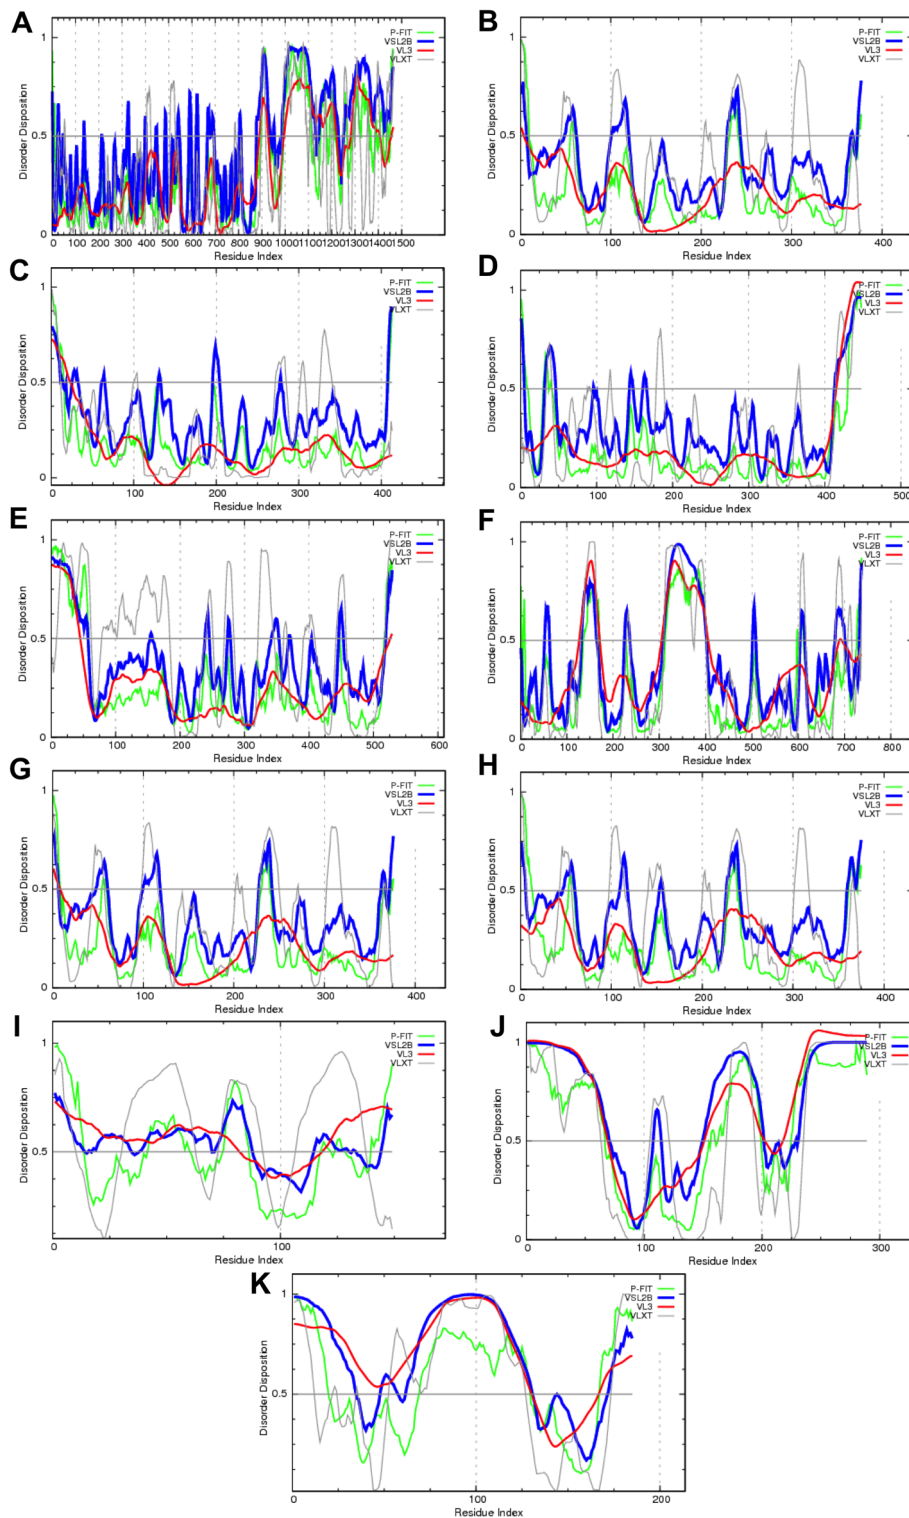 A
Disorder Disposition
1
0.5
0
P-FIT
VSL2B
VL3
VLXT
0 100 200 300 400 500 600 700 800 900 1000 1100 1200 1300 1400 1500
Residue Index
B
Disorder Disposition
1
0.5
0
P-FIT
VSL2B
VL3
VLXT
0 100 200 300 400
Residue Index
C
Disorder Disposition
1
0.5
0
P-FIT
VSL2B
VL3
VLXT
0 100 200 300 400
Residue Index
D
Disorder Disposition
1
0.5
0
P-FIT
VSL2B
VL3
VLXT
0 100 200 300 400 500
Residue Index
E
Disorder Disposition
1
0.5
0
P-FIT
VSL2B
VL3
VLXT
0 100 200 300 400 500 600
Residue Index
F
Disorder Disposition
1
0.5
0
P-FIT
VSL2B
VL3
VLXT
0 100 200 300 400 500 600 700 800
Residue Index
G
Disorder Disposition
1
0.5
0
P-FIT
VSL2B
VL3
VLXT
0 100 200 300 400
Residue Index
H
Disorder Disposition
1
0.5
0
P-FIT
VSL2B
VL3
VLXT
0 100 200 300 400
Residue Index
I
Disorder Disposition
1
0.5
P-FIT
VSL2B
VL3
VLXT
0 100
Residue Index
J
Disorder Disposition
1
0.5
0
P-FIT
VSL2B
VL3
VLXT
0 100 200 300
Residue Index
K
Disorder Disposition
1
0.5
P-FIT
VSL2B
VL3
VLXT
0 100 200
Residue Index